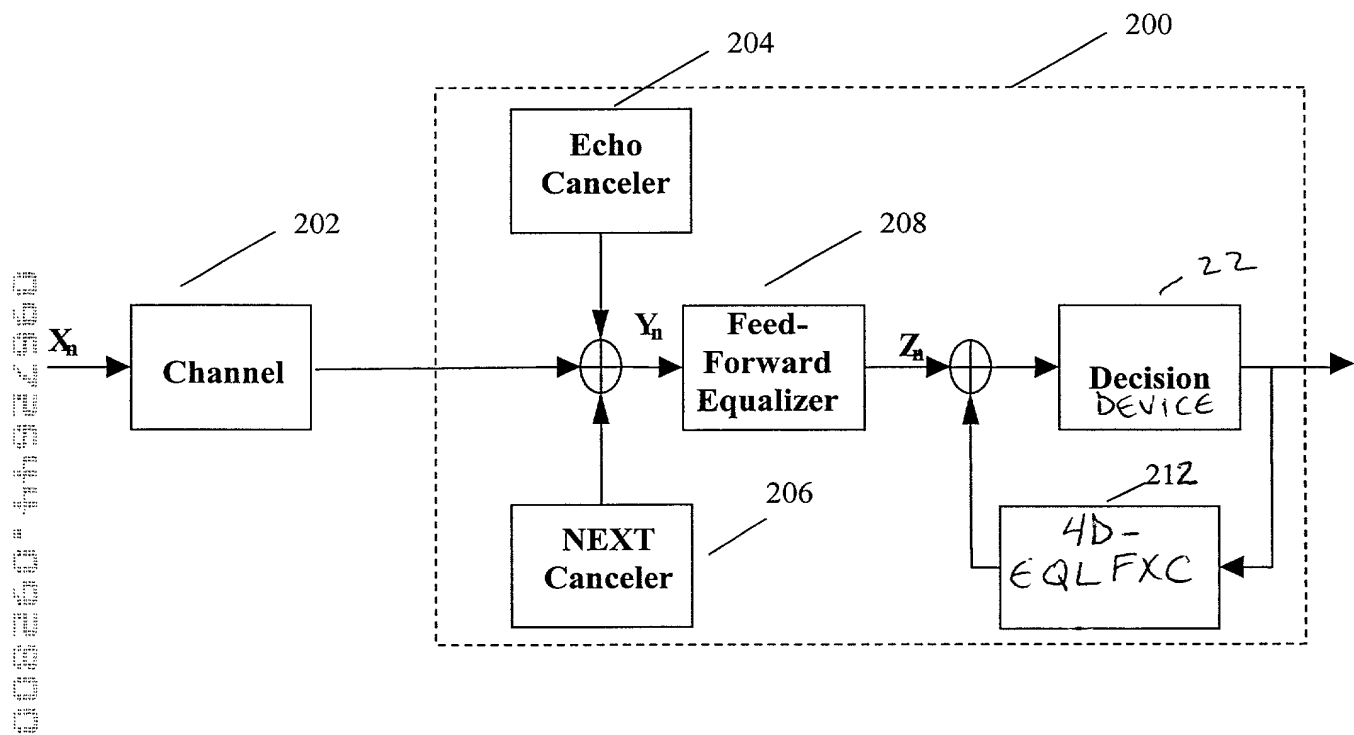 200
204
Echo
Canceler
202
208
22
Xn
Channel
Yn
Feed-
Forward
Equalizer
Zn
Decision
DEVICE
206
NEXT
Canceler
212
4D-
EQLFXC